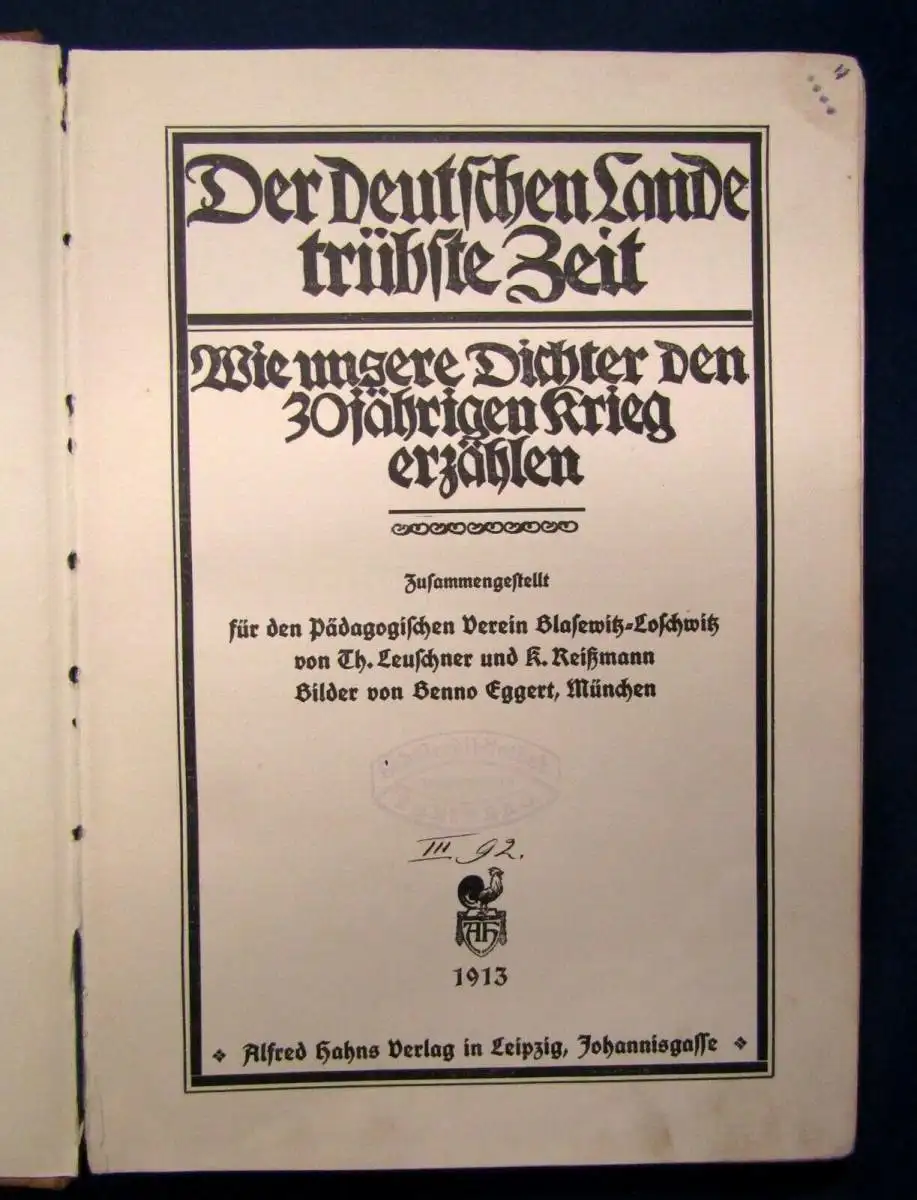 Der Deutschen Lande
trübste Zeit
Wie unsere Dichter den
30jährigen Krieg
erzählen
Zusammengestellt
für den Pädagogischen Verein Blasewitz-Loschwitz
von Th. Leuschner und K. Reißmann
Bilder von Benno Eggert, München
III 92.
AH
1913
Alfred Hahns Verlag in Leipzig, Johannisgasse